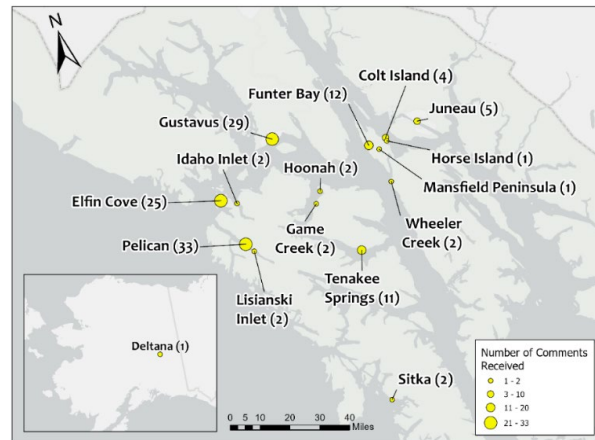 N
Colt Island (4)
Funter Bay (12)
Juneau (5)
Gustavus (29)
Horse Island (1)
Idaho Inlet (2)
Hoonah (2)
Mansfield Peninsula (1)
Elfin Cove (25)
Game
Creek (2)
Wheeler
Creek (2)
Pelican (33)
Tenakee
Springs (11)
Lisianski
Inlet (2)
Deltana (1)
Sitka (2)
Number of Comments
Received
1 - 2
3 - 10
11 - 20
21 - 33
0 5 10 20 30 40
Miles